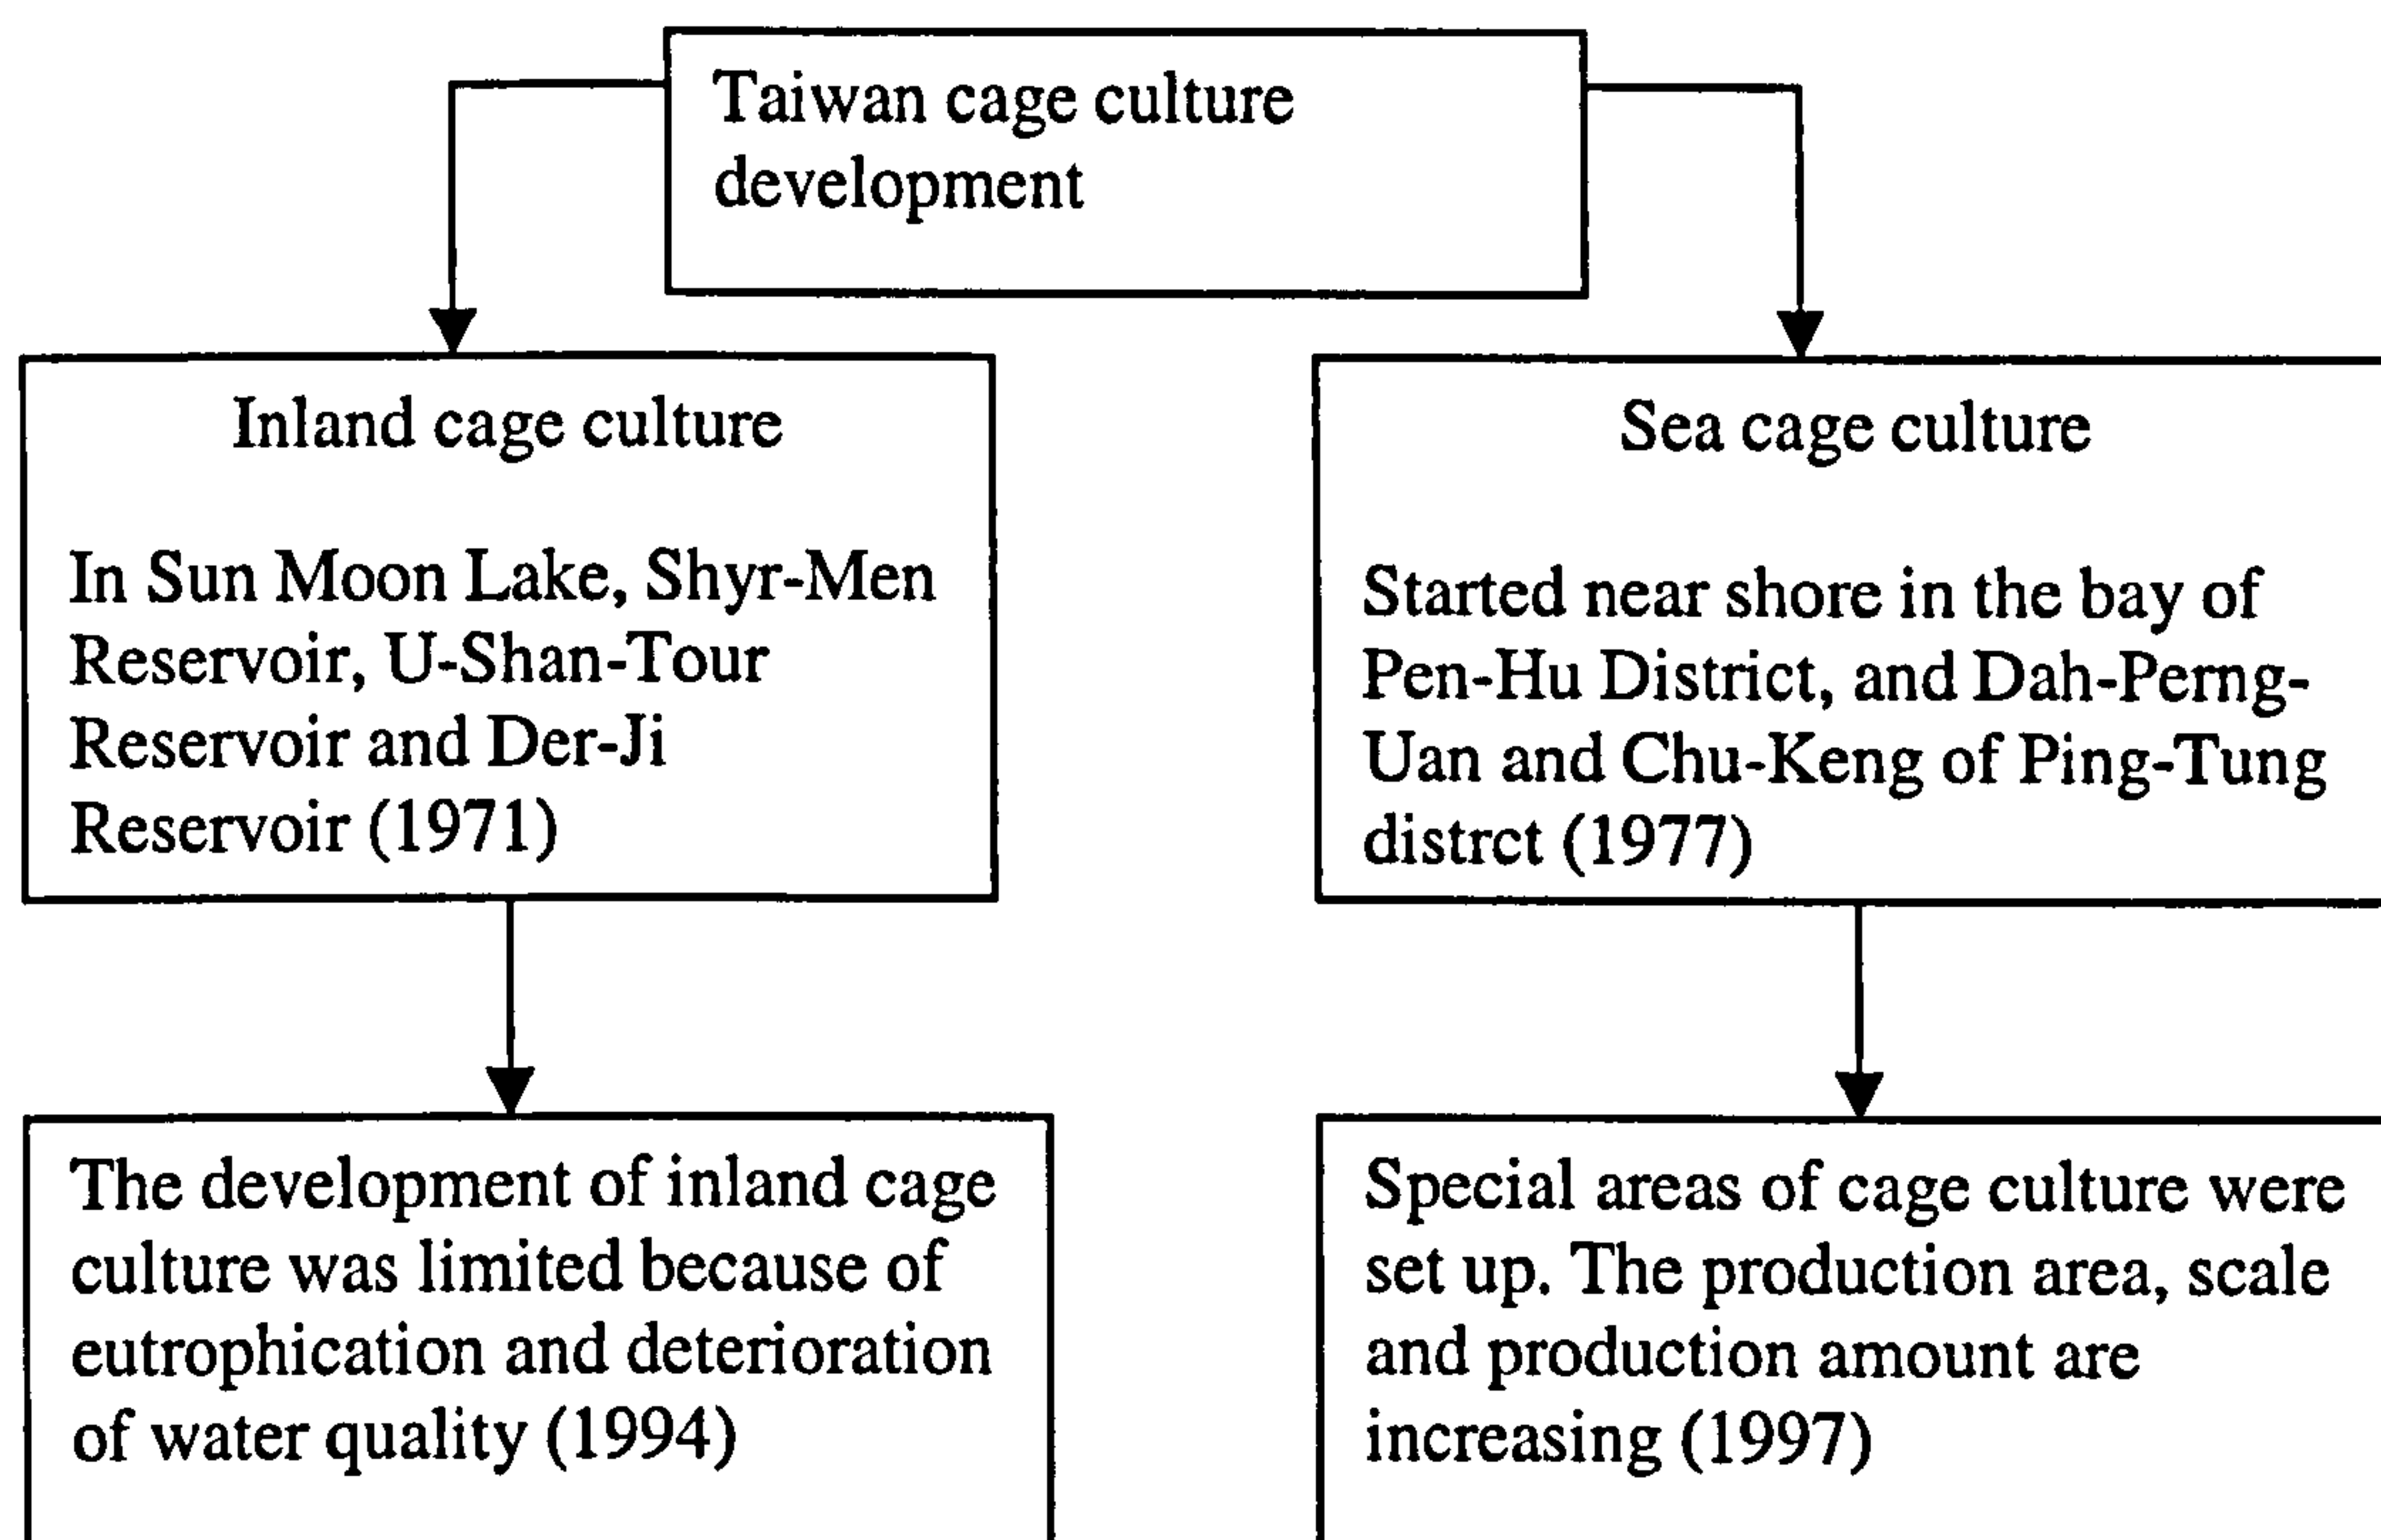 Taiwan cage culture
development
Inland cage culture
In Sun Moon Lake, Shyr-Men
Reservoir, U-Shan-Tour
Reservoir and Der-Ji
Reservoir (1971)
Sea cage culture
Started near shore in the bay of
Pen-Hu District, and Dah-Perng-
Uan and Chu-Keng of Ping-Tung
distrct (1977)
The development of inland cage
culture was limited because of
eutrophication and deterioration
of water quality (1994)
Special areas of cage culture were
set up. The production area, scale
and production amount are
increasing (1997)